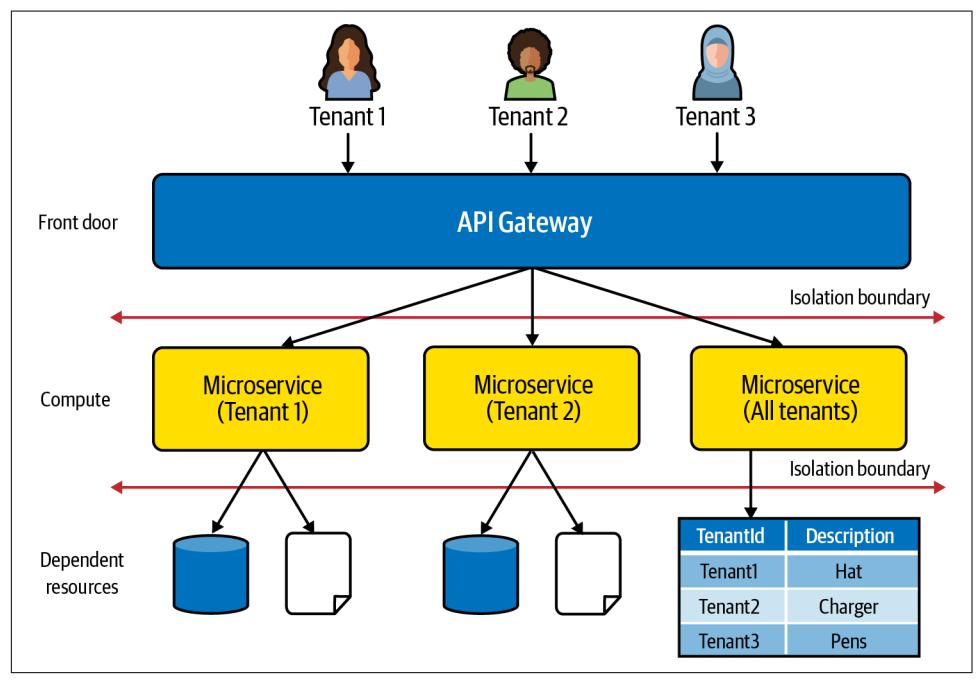 Tenant 1
Tenant 2
Tenant 3
Front door
API Gateway
Isolation boundary
Compute
Microservice
(Tenant 1)
Microservice
(Tenant 2)
Microservice
(All tenants)
Isolation boundary
Dependent
resources
TenantId Description
Tenant1 Hat
Tenant2 Charger
Tenant3 Pens